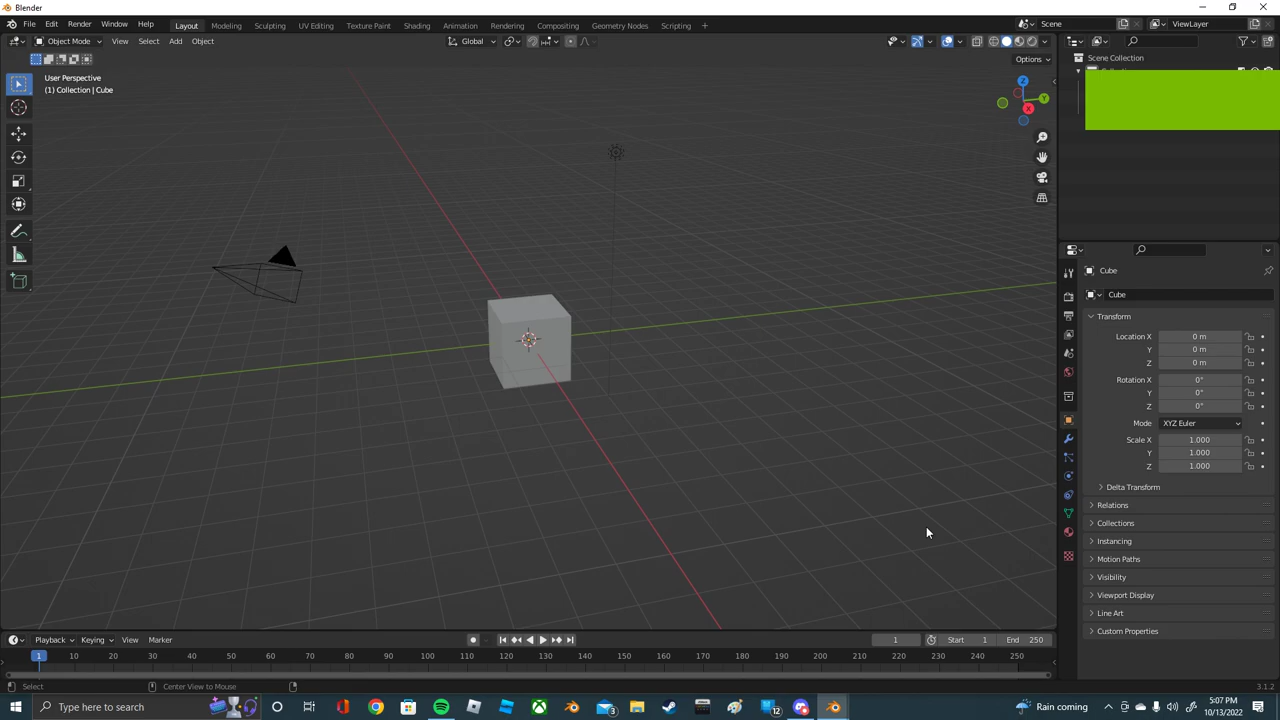 Blender
File Edit Render Window Help Layout Modeling Sculpting UV Editing Texture Paint Shading Animation Rendering Compositing Geometry Nodes Scripting + Scene ViewLayer
Object Mode View Select Add Object Global
Options
User Perspective
(1) Collection | Cube
Z
Y
X
Scene Collection
Cube
Cube
Transform
Location X 0 m
Y 0 m
Z 0 m
Rotation X 0°
Y 0°
Z 0°
Mode XYZ Euler
Scale X 1.000
Y 1.000
Z 1.000
Delta Transform
Relations
Collections
Instancing
Motion Paths
Visibility
Viewport Display
Line Art
Custom Properties
Playback Keying View Marker 1 Start 1 End 250
1 10 20 30 40 50 60 70 80 90 100 110 120 130 140 150 160 170 180 190 200 210 220 230 240 250
Select Center View to Mouse 3.1.2
Type here to search 3 12 Rain coming 5:07 PM
10/13/2022